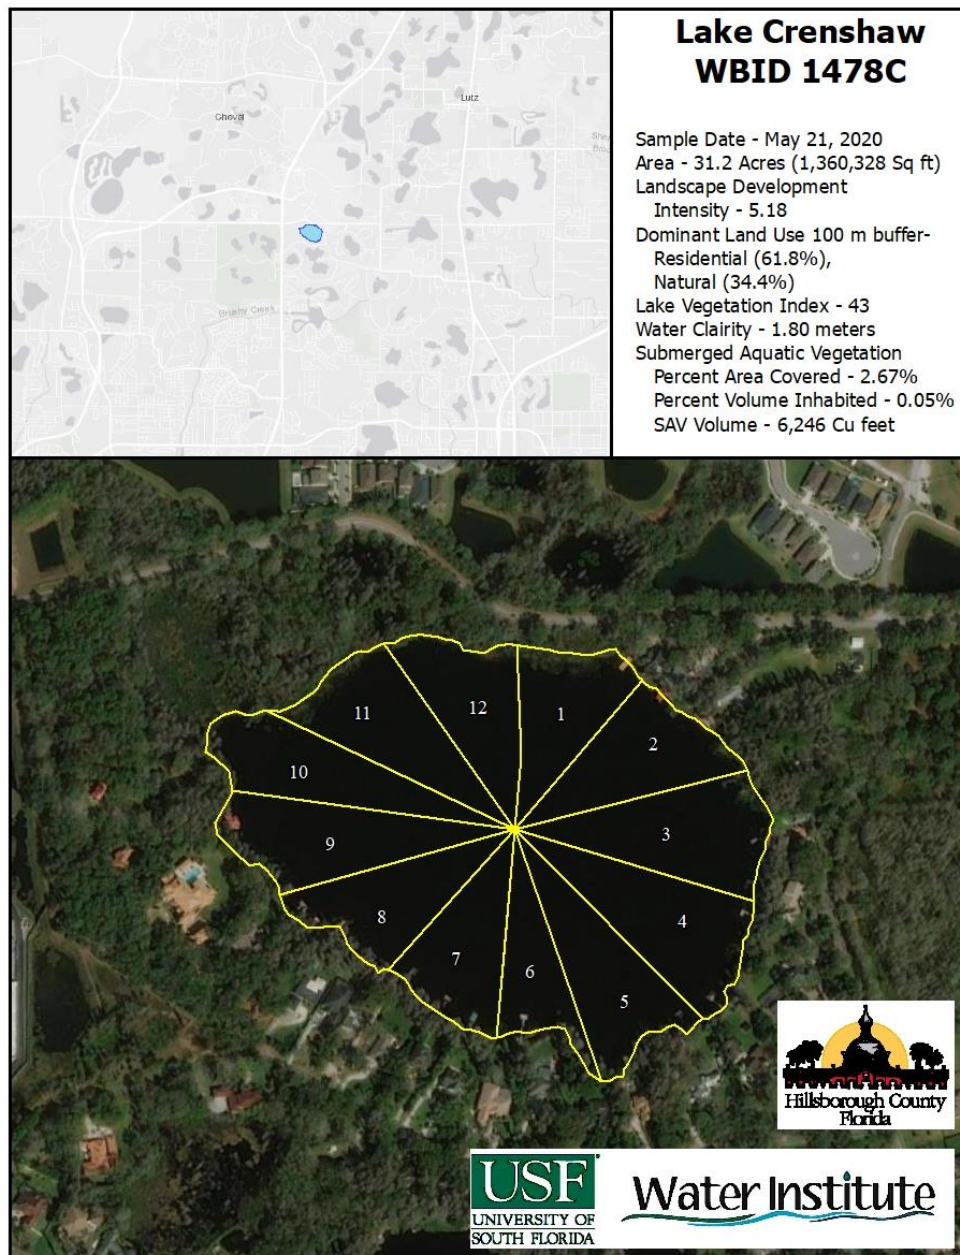 Lake Crenshaw
WBID 1478C
Sample Date - May 21, 2020
Area - 31.2 Acres (1,360,328 Sq ft)
Landscape Development
Intensity - 5.18
Dominant Land Use 100 m buffer-
Residential (61.8%),
Natural (34.4%)
Lake Vegetation Index - 43
Water Clairity - 1.80 meters
Submerged Aquatic Vegetation
Percent Area Covered - 2.67%
Percent Volume Inhabited - 0.05%
SAV Volume - 6,246 Cu feet
Lutz
Cheval
Brushy Creek
12
1
11
2
10
3
9
8
4
7
6
5
Hillsborough County
Florida
USF
UNIVERSITY OF
SOUTH FLORIDA
Water Institute